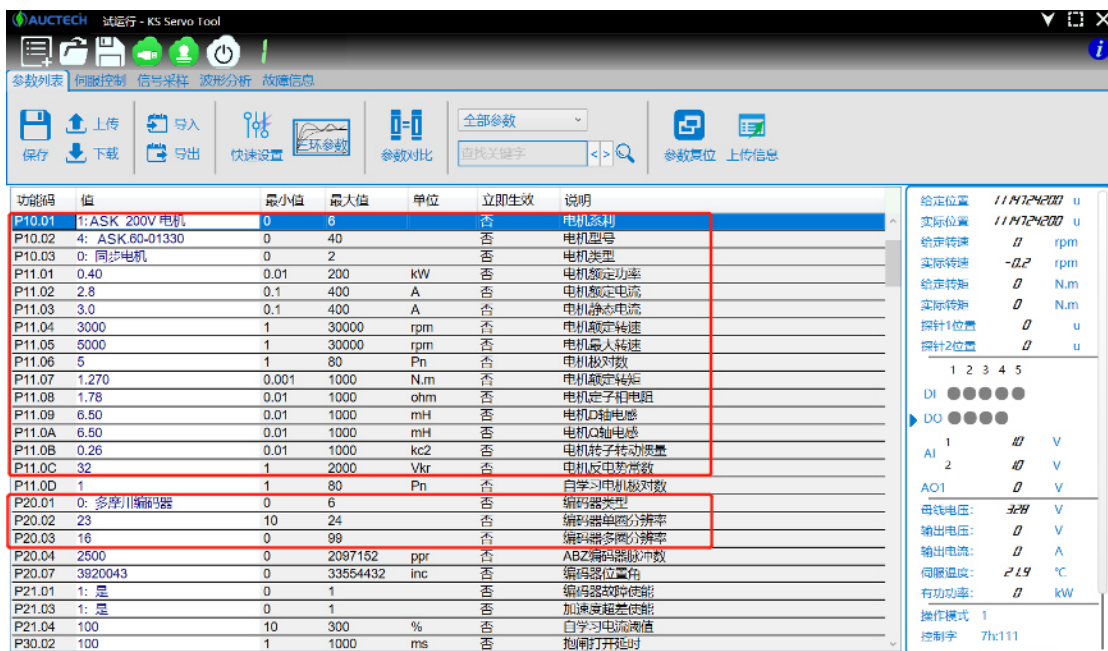 AUCTECH 试运行 - KS Servo Tool
参数列表 伺服控制 信号采样 波形分析 故障信息
保存 上传 下载 导入 导出 快速设置 三环参数 参数对比 全部参数 查找关键字 < > 参数复位 上传信息
功能码 值 最小值 最大值 单位 立即生效 说明
P10.01 1:ASK 200V 电机 0 6 否 电机系列
P10.02 4: ASK.60-01330 0 40 否 电机型号
P10.03 0: 同步电机 0 2 否 电机类型
P11.01 0.40 0.01 200 kW 否 电机额定功率
P11.02 2.8 0.1 400 A 否 电机额定电流
P11.03 3.0 0.1 400 A 否 电机静态电流
P11.04 3000 1 30000 rpm 否 电机额定转速
P11.05 5000 1 30000 rpm 否 电机最大转速
P11.06 5 1 80 Pn 否 电机极对数
P11.07 1.270 0.001 1000 N.m 否 电机额定转矩
P11.08 1.78 0.01 1000 ohm 否 电机定子相电阻
P11.09 6.50 0.01 1000 mH 否 电机D轴电感
P11.0A 6.50 0.01 1000 mH 否 电机Q轴电感
P11.0B 0.26 0.01 1000 kc2 否 电机转子转动惯量
P11.0C 32 1 2000 Vkr 否 电机反电势常数
P11.0D 1 1 80 Pn 否 自学习电机极对数
P20.01 0: 多摩川编码器 0 6 否 编码器类型
P20.02 23 10 24 否 编码器单圈分辨率
P20.03 16 0 99 否 编码器多圈分辨率
P20.04 2500 0 2097152 ppr 否 ABZ编码器脉冲数
P20.07 3920043 0 33554432 inc 否 编码器位置角
P21.01 1: 是 0 1 否 编码器故障使能
P21.03 1: 是 0 1 否 加速度超差使能
P21.04 100 10 300 % 否 自学习电流阈值
P30.02 100 1 1000 ms 否 抱闸打开延时
给定位置 u
实际位置 u
给定转速 0 rpm
实际转速 -0.2 rpm
给定转矩 0 N.m
实际转矩 0 N.m
探针1位置 0 u
探针2位置 0 u
1 2 3 4 5
DI
DO
AI 1 10 V
2 10 V
AO1 0 V
母线电压: 328 V
输出电压: 0 V
输出电流: 0 A
伺服温度: 21.9 ℃
有功功率: 0 kW
操作模式 1
控制字 7h:111